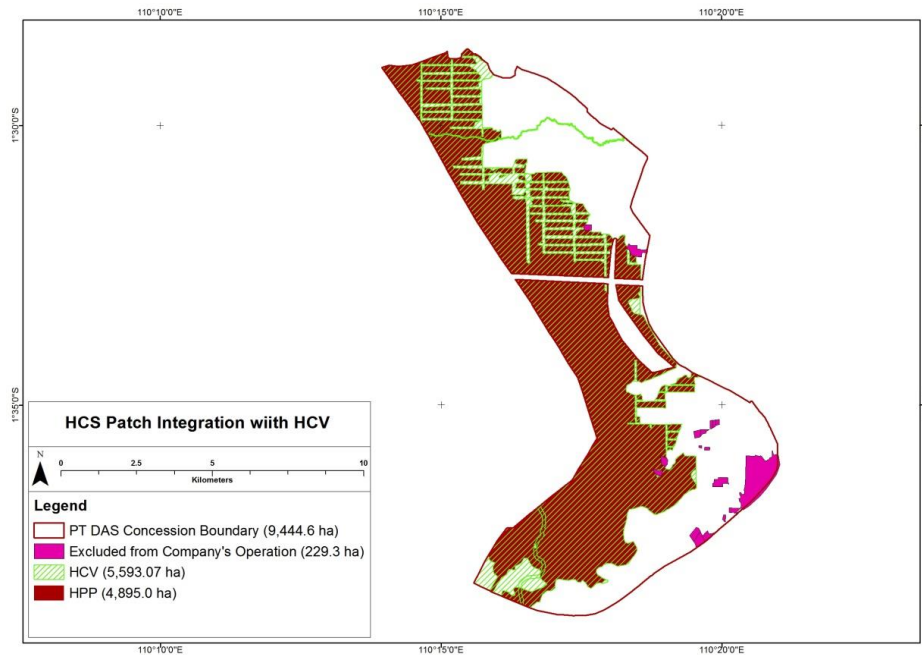 110°10'0"E 110°15'0"E 110°20'0"E
1°30'0"S
1°35'0"S
HCS Patch Integration wiith HCV
N
0 2.5 5 10
Kilometers
Legend
PT DAS Concession Boundary (9,444.6 ha)
Excluded from Company's Operation (229.3 ha)
HCV (5,593.07 ha)
HPP (4,895.0 ha)
110°10'0"E 110°15'0"E 110°20'0"E